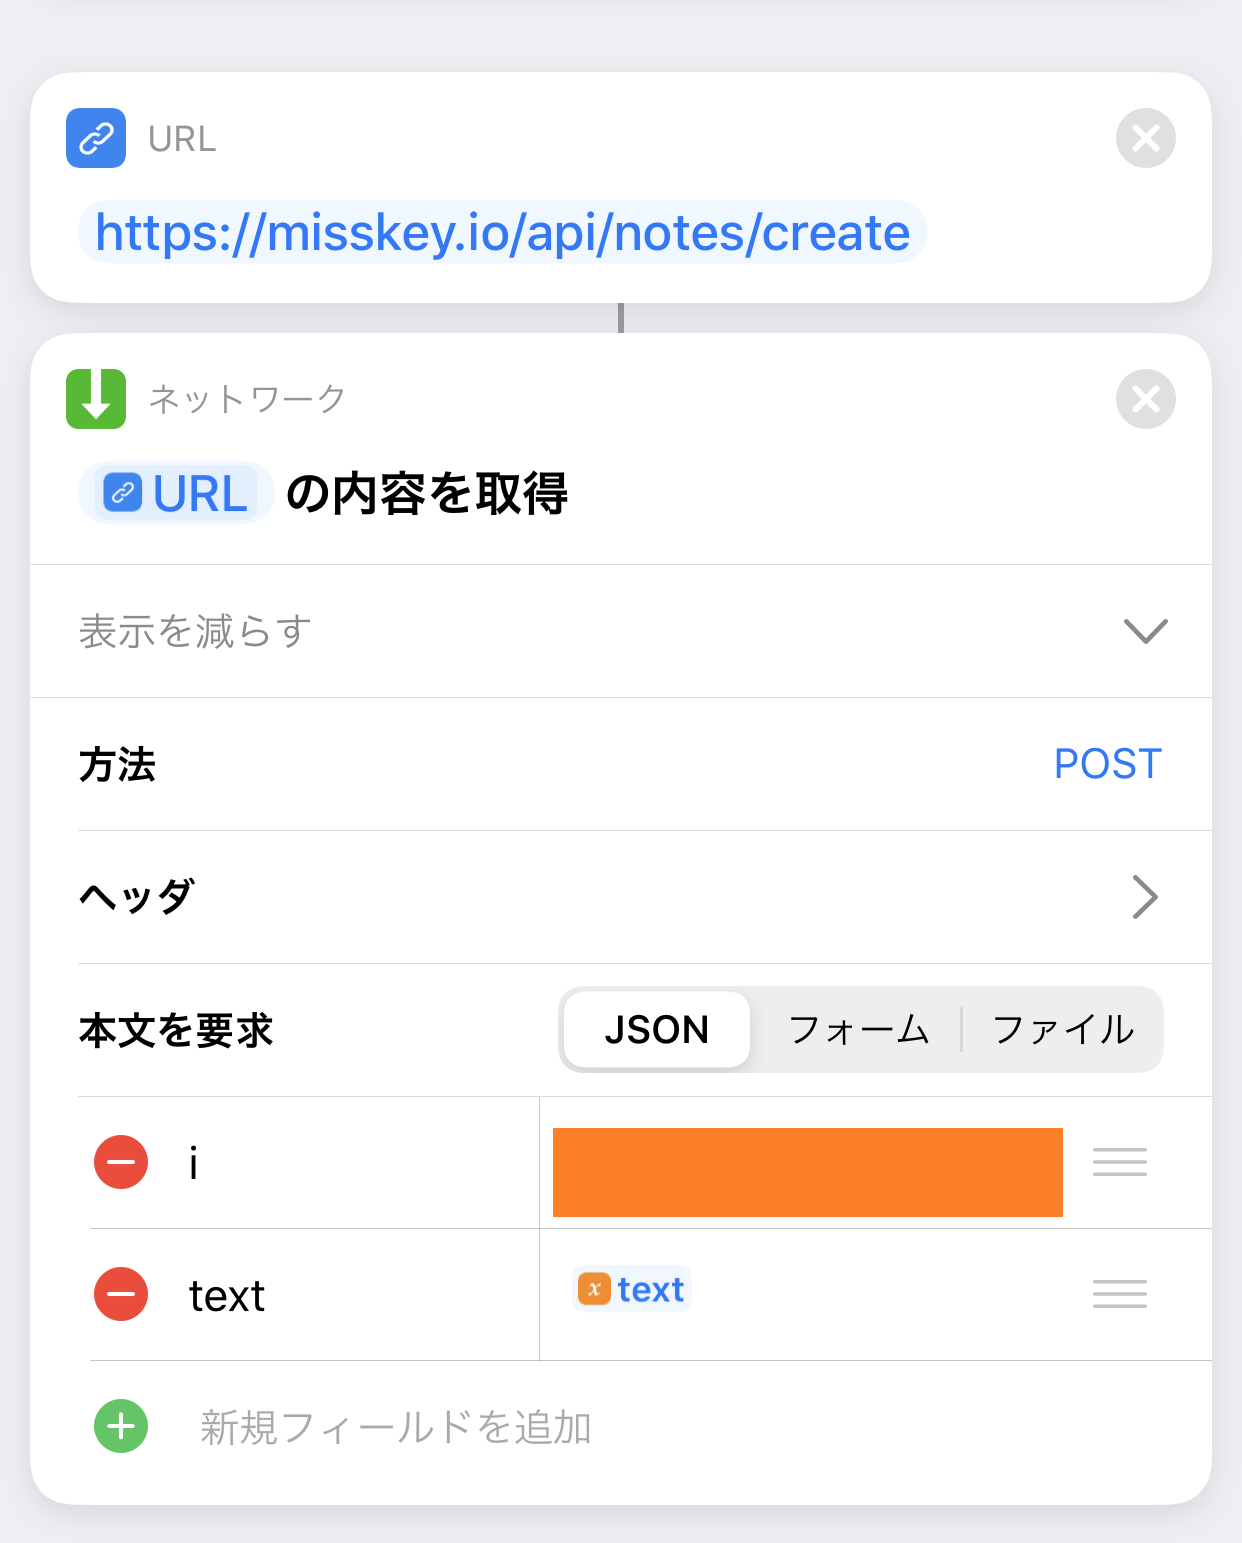 URL
https://misskey.io/api/notes/create
ネットワーク
URL の内容を取得
表示を減らす
方法 POST
ヘッダ
本文を要求 JSON フォーム ファイル
i
text x text
新規フィールドを追加